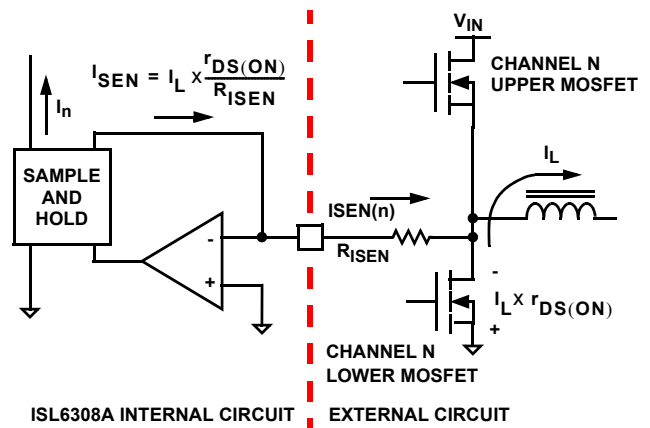 I_SEN = I_L x r_DS(ON) / R_ISEN
I_n
SAMPLE
AND
HOLD
-
+
V_IN
CHANNEL N
UPPER MOSFET
I_L
ISEN(n)
R_ISEN
-
I_L x r_DS(ON)
+
CHANNEL N
LOWER MOSFET
ISL6308A INTERNAL CIRCUIT
EXTERNAL CIRCUIT